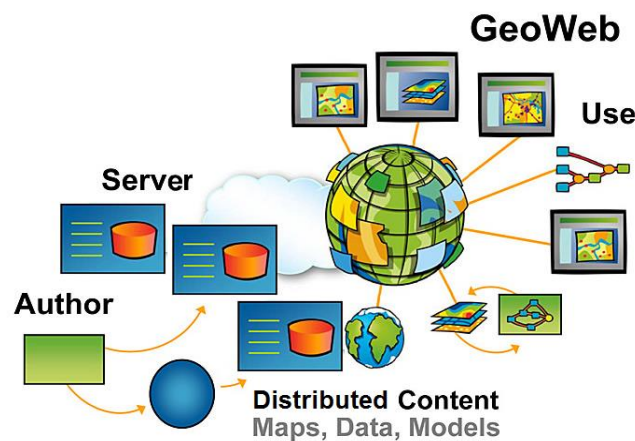 GeoWeb
Use
Server
Author
Distributed Content
Maps, Data, Models